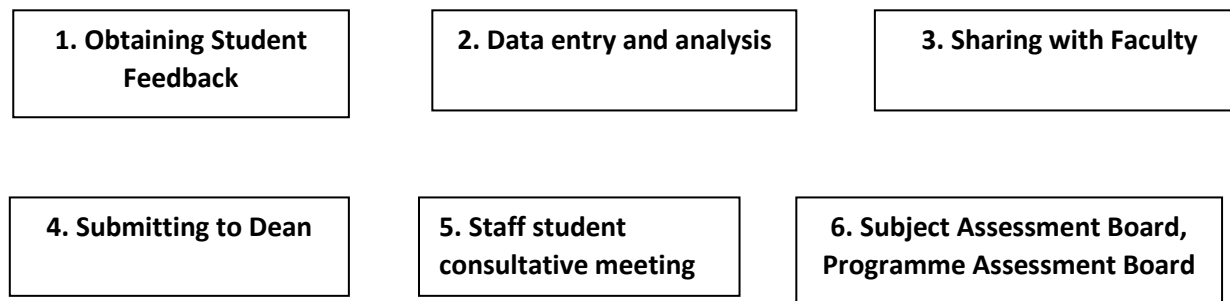 1. Obtaining Student
Feedback
2. Data entry and analysis
3. Sharing with Faculty
4. Submitting to Dean
5. Staff student
consultative meeting
6. Subject Assessment Board,
Programme Assessment Board